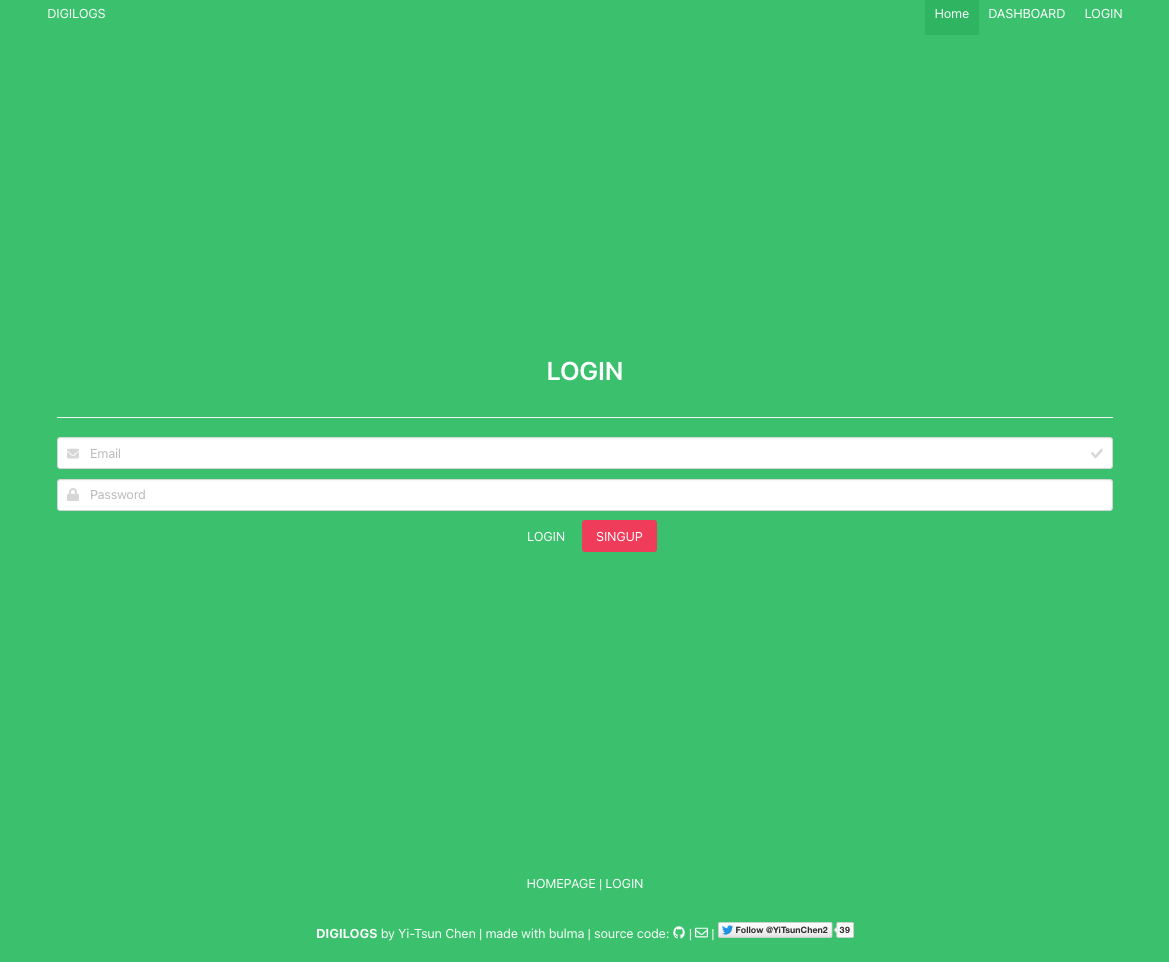 DIGILOGS Home DASHBOARD LOGIN
LOGIN
Email
Password
LOGIN SINGUP
HOMEPAGE | LOGIN
DIGILOGS by Yi-Tsun Chen | made with bulma | source code: | | Follow @YiTsunChen2 39